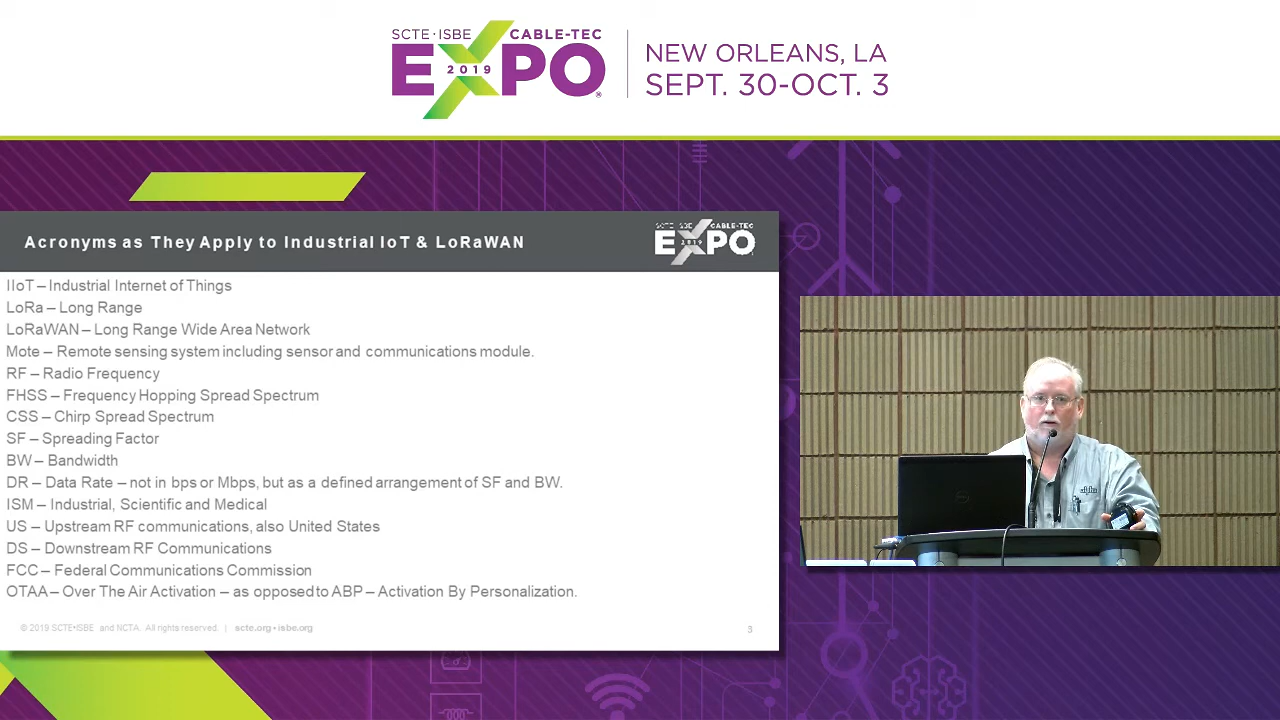 SCTE • ISBE
CABLE-TEC
EXPO
2019
NEW ORLEANS, LA
SEPT. 30-OCT. 3
Acronyms as They Apply to Industrial IoT & LoRaWAN
SCTE ISBE
CABLE-TEC
EXPO
2019
IIoT – Industrial Internet of Things
LoRa – Long Range
LoRaWAN – Long Range Wide Area Network
Mote – Remote sensing system including sensor and communications module.
RF – Radio Frequency
FHSS – Frequency Hopping Spread Spectrum
CSS – Chirp Spread Spectrum
SF – Spreading Factor
BW – Bandwidth
DR – Data Rate – not in bps or Mbps, but as a defined arrangement of SF and BW.
ISM – Industrial, Scientific and Medical
US – Upstream RF communications, also United States
DS – Downstream RF Communications
FCC – Federal Communications Commission
OTAA – Over The Air Activation – as opposed to ABP – Activation By Personalization.
© 2019 SCTE•ISBE and NCTA. All rights reserved. | scte.org • isbe.org
3